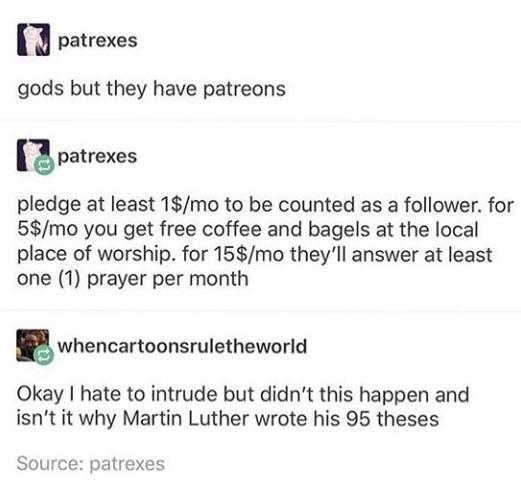 patrexes
gods but they have patreons
patrexes
pledge at least 1$/mo to be counted as a follower. for
5$/mo you get free coffee and bagels at the local
place of worship. for 15$/mo they'll answer at least
one (1) prayer per month
whencartoonsruletheworld
Okay I hate to intrude but didn't this happen and
isn't it why Martin Luther wrote his 95 theses
Source: patrexes